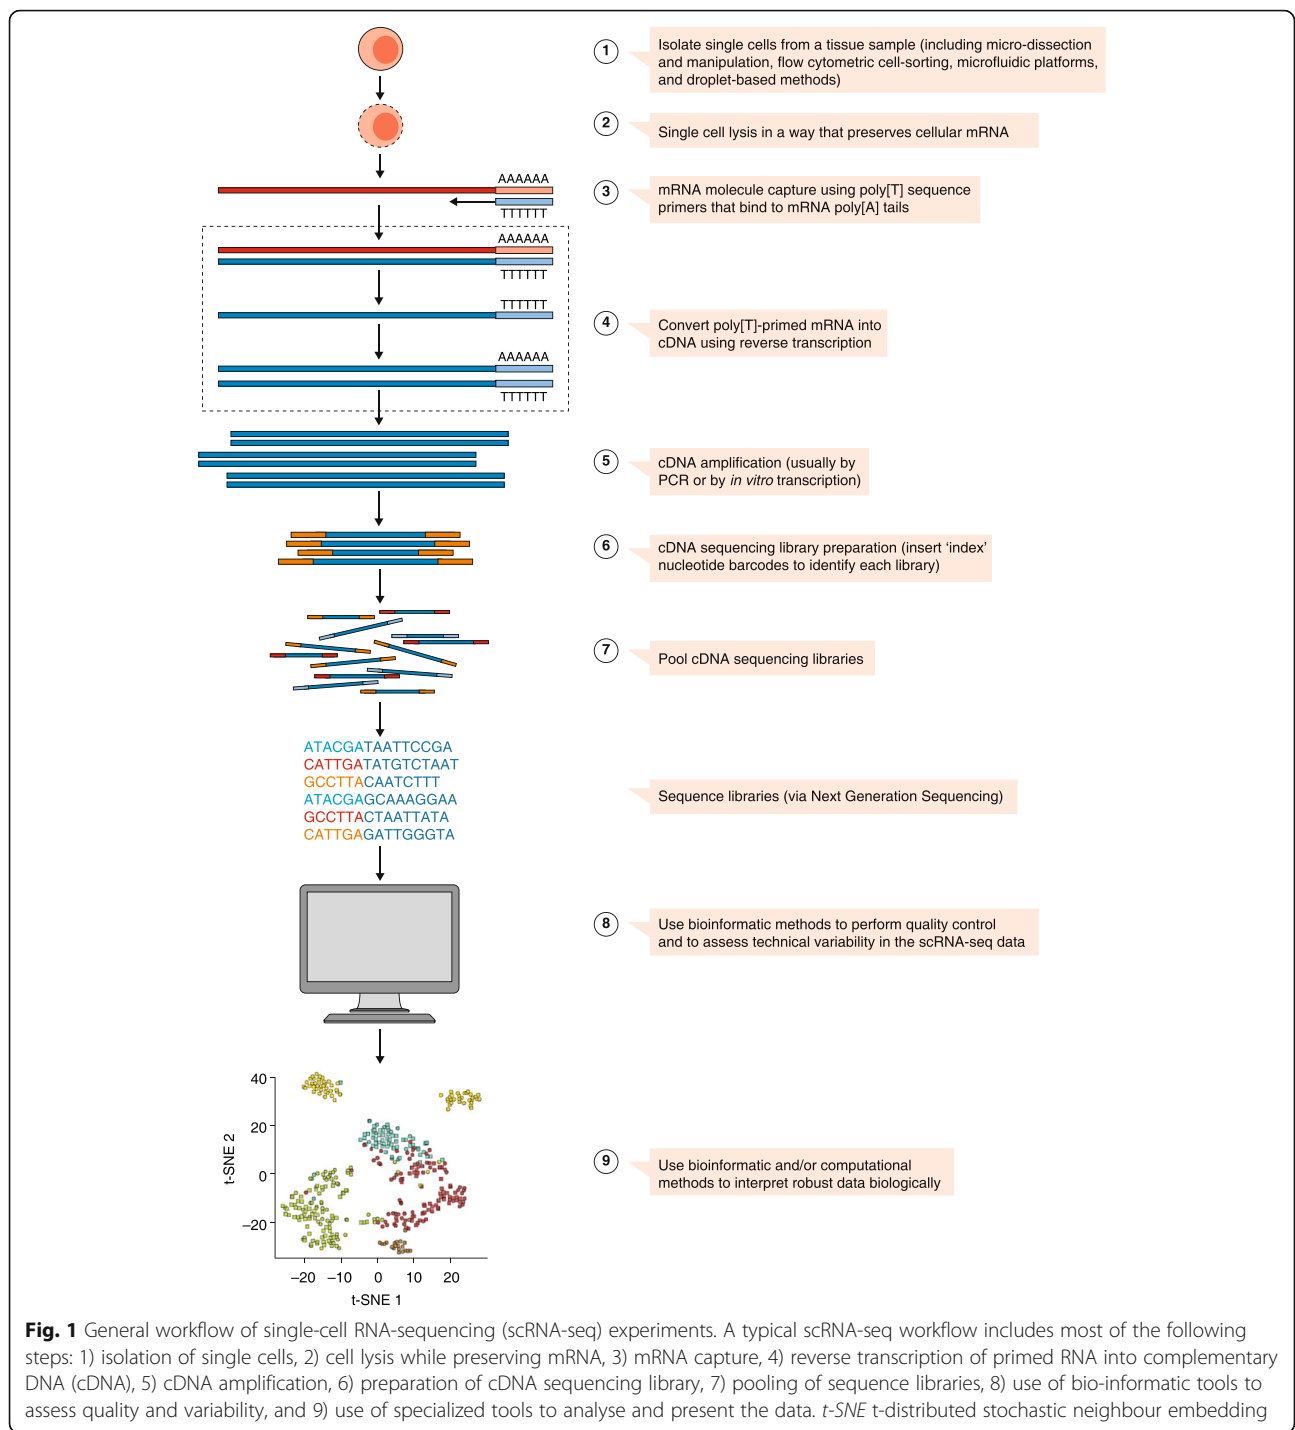 1
Isolate single cells from a tissue sample (including micro-dissection
and manipulation, flow cytometric cell-sorting, microfluidic platforms,
and droplet-based methods)
2
Single cell lysis in a way that preserves cellular mRNA
AAAAAA
TTTTTT
3
mRNA molecule capture using poly[T] sequence
primers that bind to mRNA poly[A] tails
AAAAAA
TTTTTT
TTTTTT
AAAAAA
TTTTTT
4
Convert poly[T]-primed mRNA into
cDNA using reverse transcription
5
cDNA amplification (usually by
PCR or by in vitro transcription)
6
cDNA sequencing library preparation (insert ‘index’
nucleotide barcodes to identify each library)
7
Pool cDNA sequencing libraries
ATACGATAATTCCGA
CATTGATATGTCTAAT
GCCTTACAATCTTT
ATACGAGCAAAGGAA
GCCTTACTAATTATA
CATTGAGATTGGGTA
Sequence libraries (via Next Generation Sequencing)
8
Use bioinformatic methods to perform quality control
and to assess technical variability in the scRNA-seq data
40
20
0
–20
t-SNE 2
–20 –10 0 10 20
t-SNE 1
9
Use bioinformatic and/or computational
methods to interpret robust data biologically
Fig. 1 General workflow of single-cell RNA-sequencing (scRNA-seq) experiments. A typical scRNA-seq workflow includes most of the following
steps: 1) isolation of single cells, 2) cell lysis while preserving mRNA, 3) mRNA capture, 4) reverse transcription of primed RNA into complementary
DNA (cDNA), 5) cDNA amplification, 6) preparation of cDNA sequencing library, 7) pooling of sequence libraries, 8) use of bio-informatic tools to
assess quality and variability, and 9) use of specialized tools to analyse and present the data. t-SNE t-distributed stochastic neighbour embedding